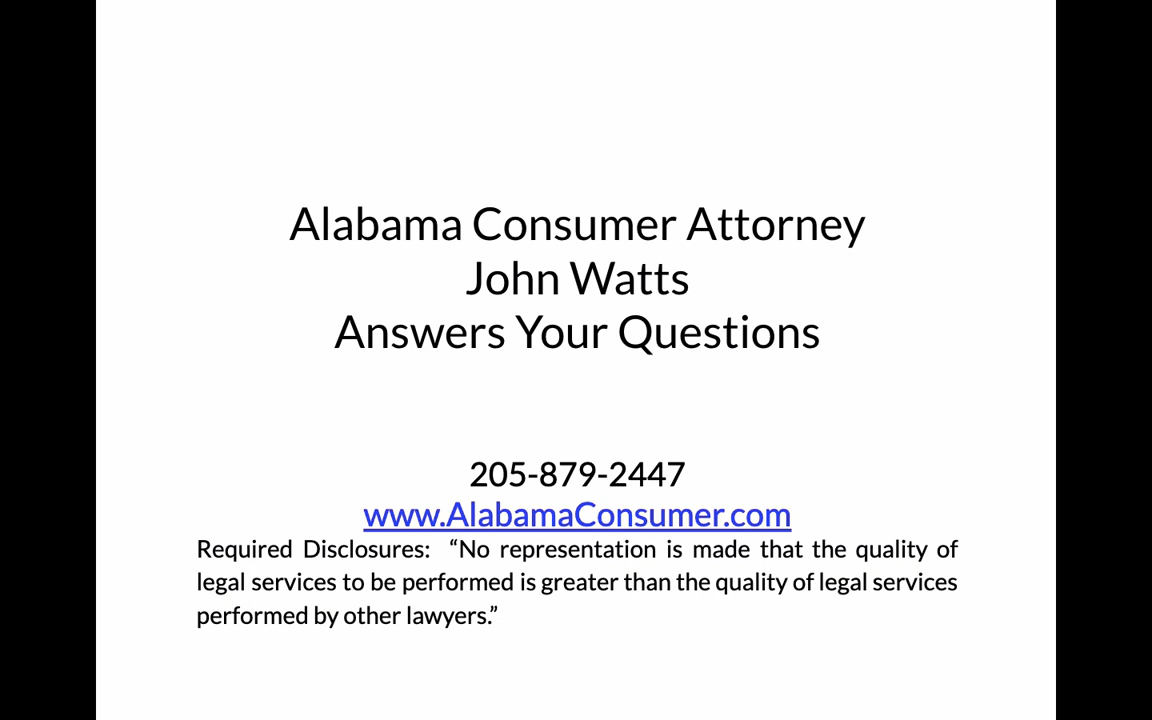 Alabama Consumer Attorney
John Watts
Answers Your Questions
205-879-2447
www.AlabamaConsumer.com
Required Disclosures: “No representation is made that the quality of
legal services to be performed is greater than the quality of legal services
performed by other lawyers.”